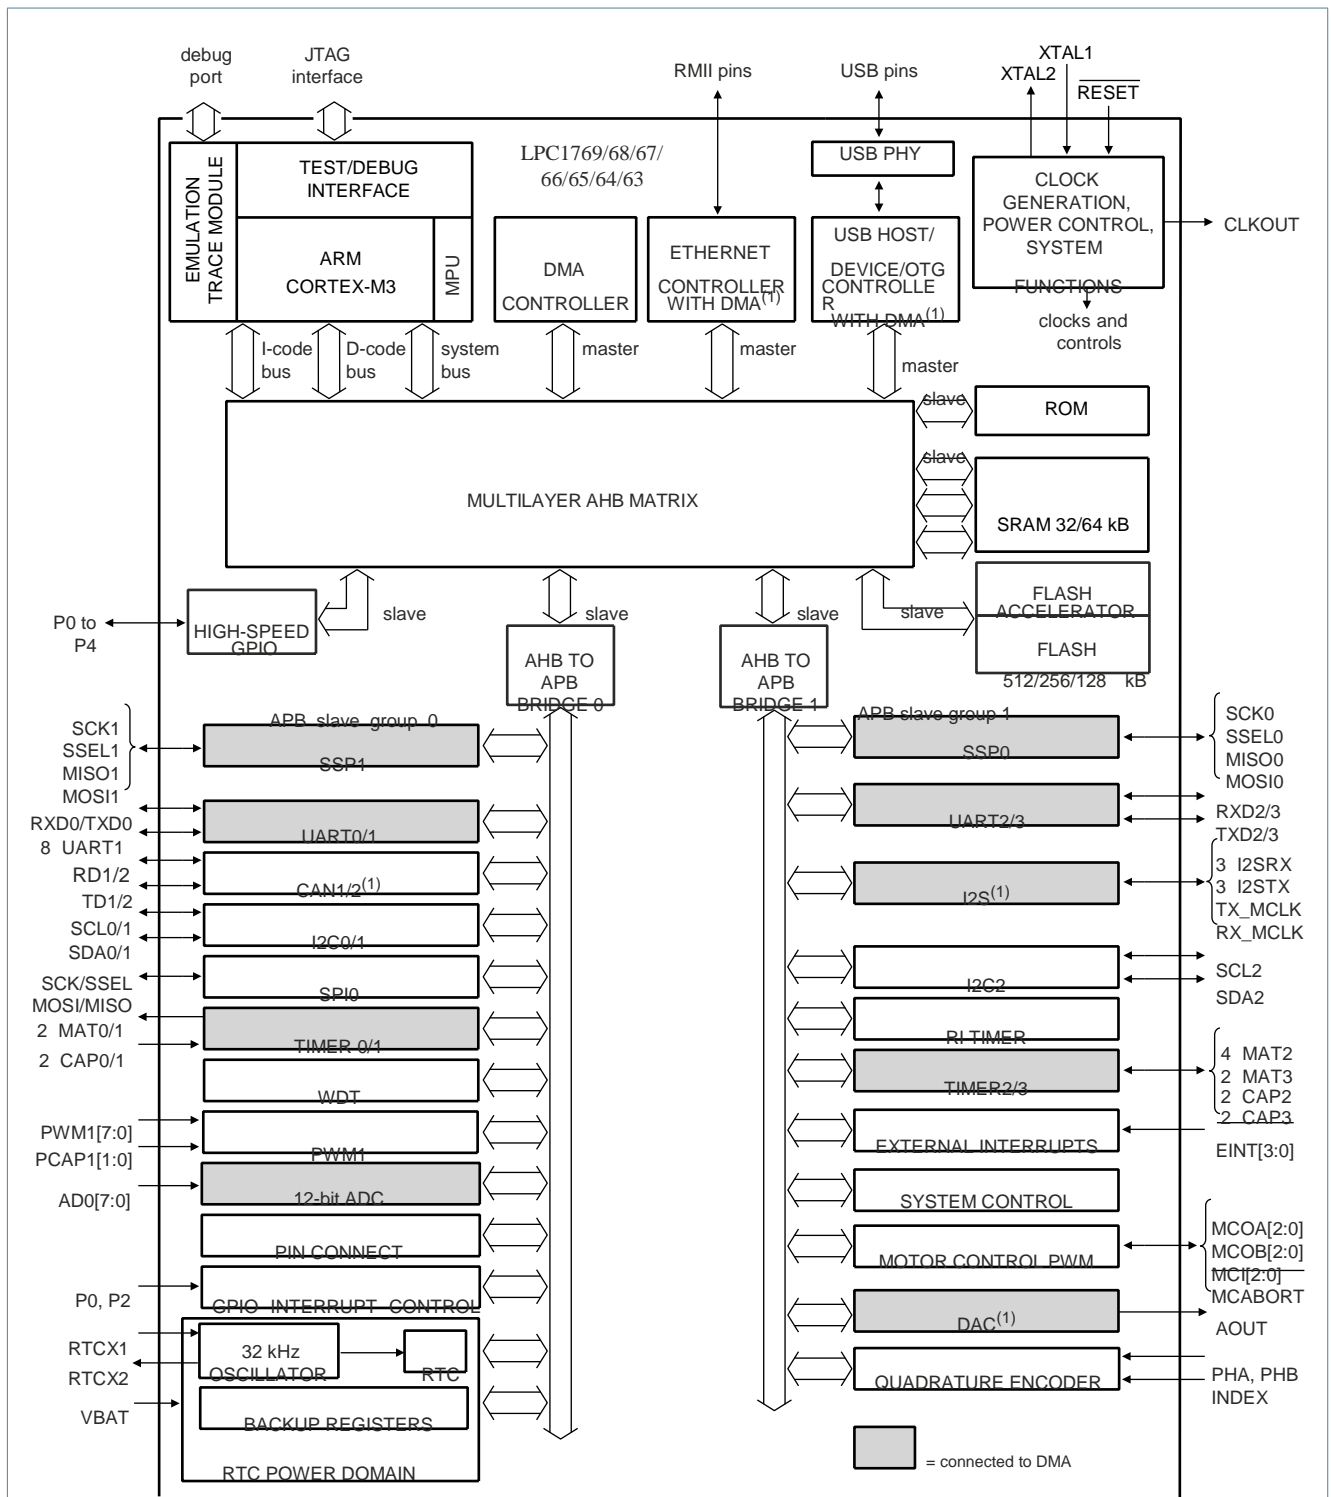 debug
port
JTAG
interface
RMII pins
USB pins
XTAL1
XTAL2
RESET
EMULATION
TRACE MODULE
TEST/DEBUG
INTERFACE
ARM
CORTEX-M3
MPU
LPC1769/68/67/
66/65/64/63
DMA
CONTROLLER
ETHERNET
CONTROLLER
WITH DMA(1)
USB PHY
USB HOST/
DEVICE/OTG
CONTROLLE
R
WITH DMA(1)
CLOCK
GENERATION,
POWER CONTROL,
SYSTEM
FUNCTIONS
CLKOUT
clocks and
controls
I-code
bus
D-code
bus
system
bus
master
master
master
MULTILAYER AHB MATRIX
slave
ROM
slave
SRAM 32/64 kB
slave
slave
slave
slave
P0 to
P4
HIGH-SPEED
GPIO
AHB TO
APB
BRIDGE 0
AHB TO
APB
BRIDGE 1
FLASH
ACCELERATOR
FLASH
512/256/128 kB
APB slave group 0
SCK1
SSEL1
MISO1
MOSI1
SSP1
RXD0/TXD0
8 UART1
UART0/1
RD1/2
TD1/2
CAN1/2(1)
SCL0/1
SDA0/1
I2C0/1
SCK/SSEL
MOSI/MISO
SPI0
2 MAT0/1
2 CAP0/1
TIMER 0/1
WDT
PWM1[7:0]
PCAP1[1:0]
PWM1
AD0[7:0]
12-bit ADC
PIN CONNECT
P0, P2
GPIO INTERRUPT CONTROL
RTCX1
RTCX2
32 kHz
OSCILLATOR
RTC
VBAT
BACKUP REGISTERS
RTC POWER DOMAIN
APB slave group 1
SSP0
SCK0
SSEL0
MISO0
MOSI0
UART2/3
RXD2/3
TXD2/3
I2S(1)
3 I2SRX
3 I2STX
TX_MCLK
RX_MCLK
I2C2
SCL2
SDA2
RI TIMER
TIMER2/3
4 MAT2
2 MAT3
2 CAP2
2 CAP3
EXTERNAL INTERRUPTS
EINT[3:0]
SYSTEM CONTROL
MOTOR CONTROL PWM
MCOA[2:0]
MCOB[2:0]
MCI[2:0]
MCABORT
DAC(1)
AOUT
QUADRATURE ENCODER
PHA, PHB
INDEX
= connected to DMA